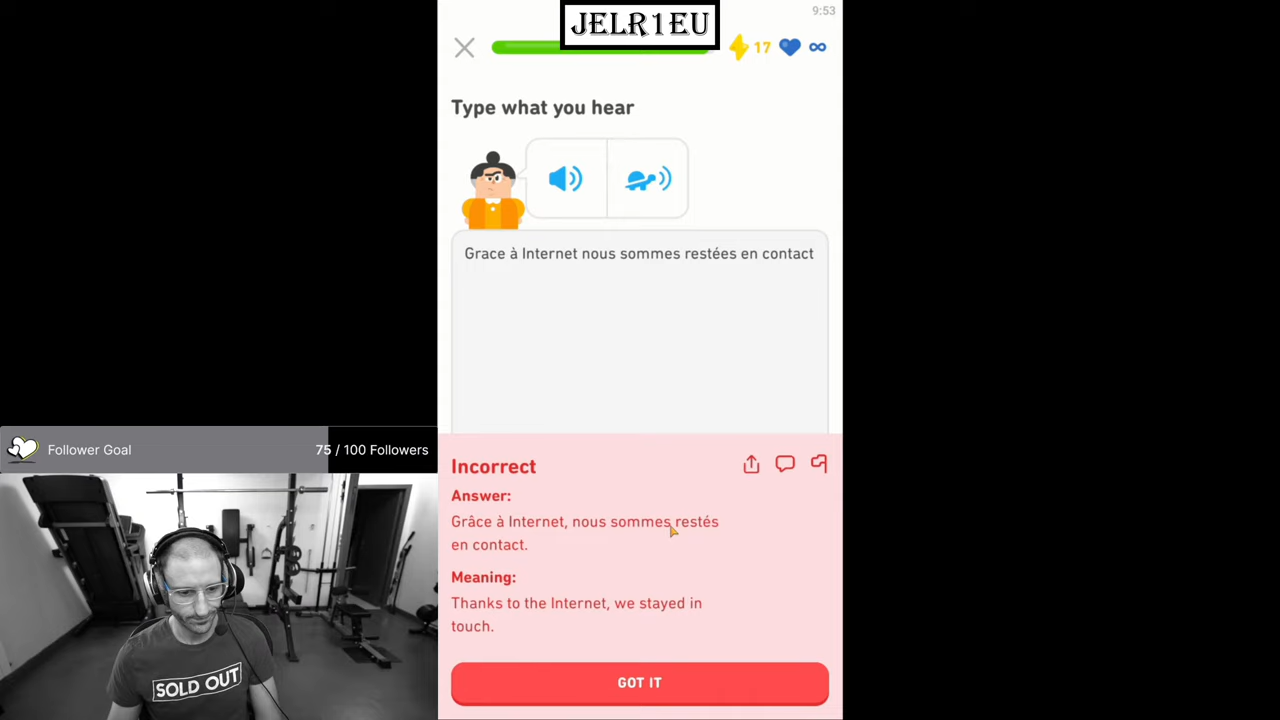 JELR1EU
9:53
17 ∞
Type what you hear
Grace à Internet nous sommes restées en contact
Incorrect
Answer:
Grâce à Internet, nous sommes restés
en contact.
Meaning:
Thanks to the Internet, we stayed in
touch.
GOT IT
Follower Goal 75 / 100 Followers
SOLD OUT